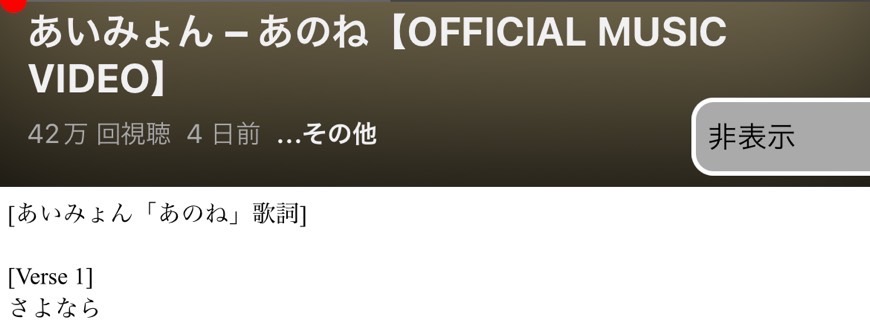 あいみょん – あのね【OFFICIAL MUSIC
VIDEO】
42万 回視聴 4 日前 ...その他
非表示
[あいみょん「あのね」歌詞]
[Verse 1]
さよなら